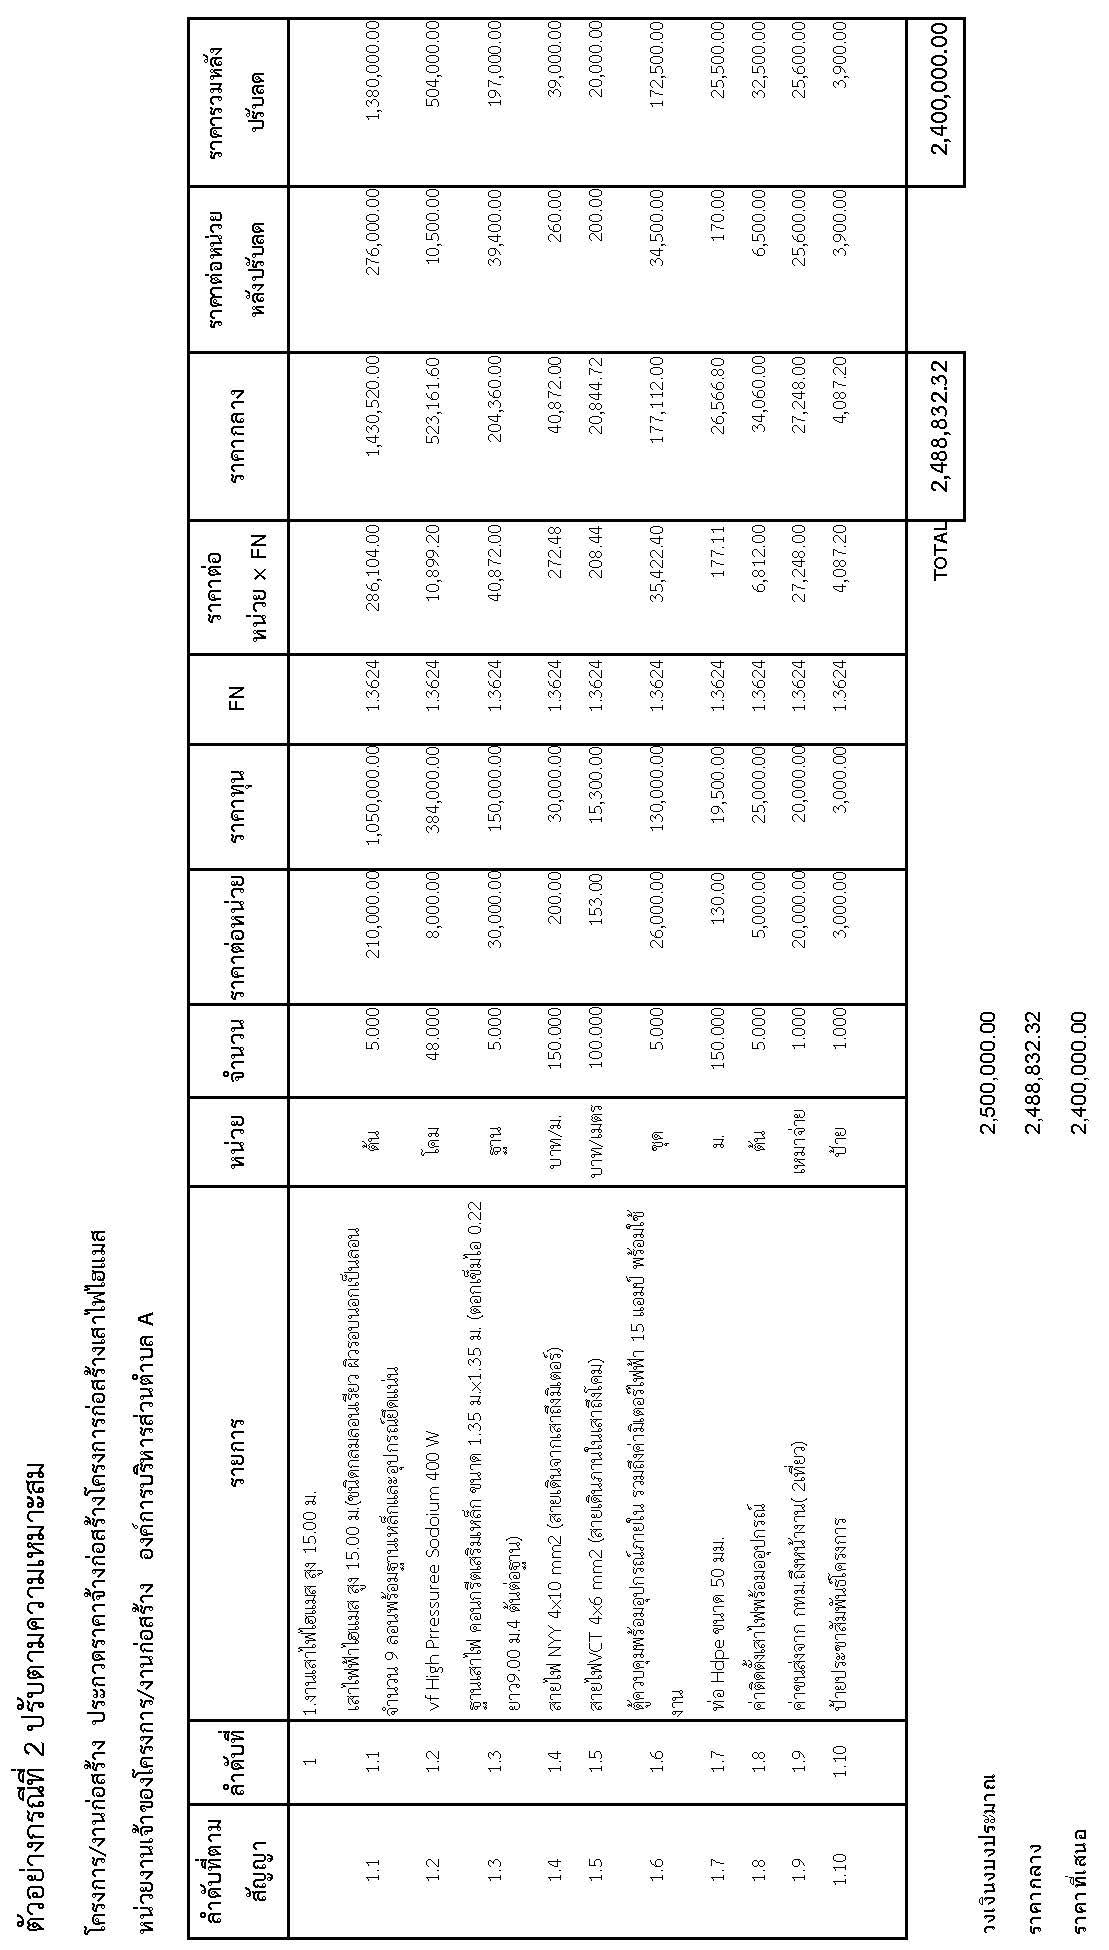 ตัวอย่างกรณีที่ 2 ปรับตามความเหมาะสม
โครงการ/งานก่อสร้าง ประกวดราคาจ้างก่อสร้างโครงการก่อสร้างเสาไฟไฮแมส
หน่วยงานเจ้าของโครงการ/งานก่อสร้าง องค์การบริหารส่วนตำบล A
ลำดับที่ตามสัญญา ลำดับที่ รายการ หน่วย จำนวน ราคาต่อหน่วย ราคาทุน FN ราคาต่อหน่วย × FN ราคากลาง ราคาต่อหน่วยหลังปรับลด ราคารวมหลังปรับลด
1 1.งานเสาไฟไฮแมส สูง 15.00 ม.
1.1 1.1 เสาไฟฟ้าไฮแมส สูง 15.00 ม.(ชนิดกลมลอนเรียว ผิวรอบนอกเป็นลอน
จำนวน 9 ลอนพร้อมฐานเหล็กและอุปกรณ์ยึดแน่น ต้น 5.000 210,000.00 1,050,000.00 1.3624 286,104.00 1,430,520.00 276,000.00 1,380,000.00
1.2 1.2 vf High Prressuree Sodoium 400 W โคม 48.000 8,000.00 384,000.00 1.3624 10,899.20 523,161.60 10,500.00 504,000.00
1.3 1.3 ฐานเสาไฟ คอนกรีตเสริมเหล็ก ขนาด 1.35 ม.×1.35 ม. (ตอกเข็มไอ 0.22
ยาว9.00 ม.4 ต้นต่อฐาน) ฐาน 5.000 30,000.00 150,000.00 1.3624 40,872.00 204,360.00 39,400.00 197,000.00
1.4 1.4 สายไฟ NYY 4×10 mm2 (สายเดินจากเสาถึงมิเตอร์) บาท/ม. 150.000 200.00 30,000.00 1.3624 272.48 40,872.00 260.00 39,000.00
1.5 1.5 สายไฟVCT 4×6 mm2 (สายเดินภานในเสาถึงโคม) บาท/เมตร 100.000 153.00 15,300.00 1.3624 208.44 20,844.72 200.00 20,000.00
1.6 1.6 ตู้ควบคุมพร้อมอุปกรณ์ภายใน รวมถึงค่ามิเตอร์ไฟฟ้า 15 แอมป์ พร้อมใช้
งาน ชุด 5.000 26,000.00 130,000.00 1.3624 35,422.40 177,112.00 34,500.00 172,500.00
1.7 1.7 ท่อ Hdpe ขนาด 50 มม. ม. 150.000 130.00 19,500.00 1.3624 177.11 26,566.80 170.00 25,500.00
1.8 1.8 ค่าติดตั้งเสาไฟพร้อมออุปกรณ์ ต้น 5.000 5,000.00 25,000.00 1.3624 6,812.00 34,060.00 6,500.00 32,500.00
1.9 1.9 ค่าขนส่งจาก กทม.ถึงหน้างาน( 2เที่ยว) เหมาจ่าย 1.000 20,000.00 20,000.00 1.3624 27,248.00 27,248.00 25,600.00 25,600.00
1.10 1.10 ป้ายประชาสัมพันธ์โครงการ ป้าย 1.000 3,000.00 3,000.00 1.3624 4,087.20 4,087.20 3,900.00 3,900.00
TOTAL 2,488,832.32 2,400,000.00
วงเงินงบงประมาณ 2,500,000.00
ราคากลาง 2,488,832.32
ราคาที่เสนอ 2,400,000.00